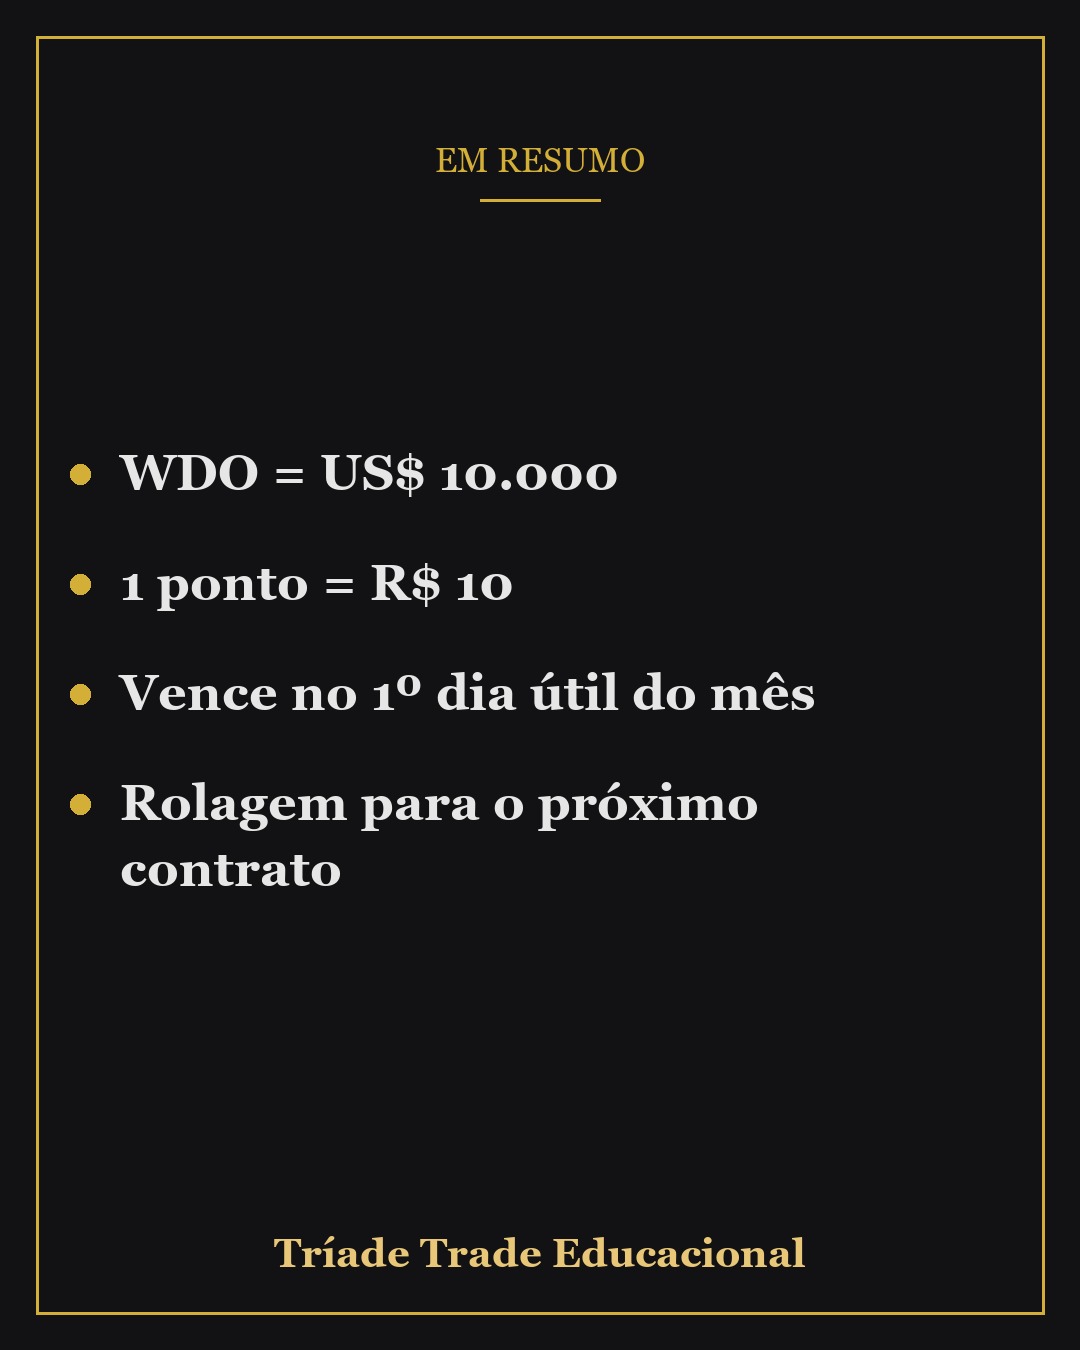 EM RESUMO
WDO = US$ 10.000
1 ponto = R$ 10
Vence no 1º dia útil do mês
Rolagem para o próximo
contrato
Tríade Trade Educacional